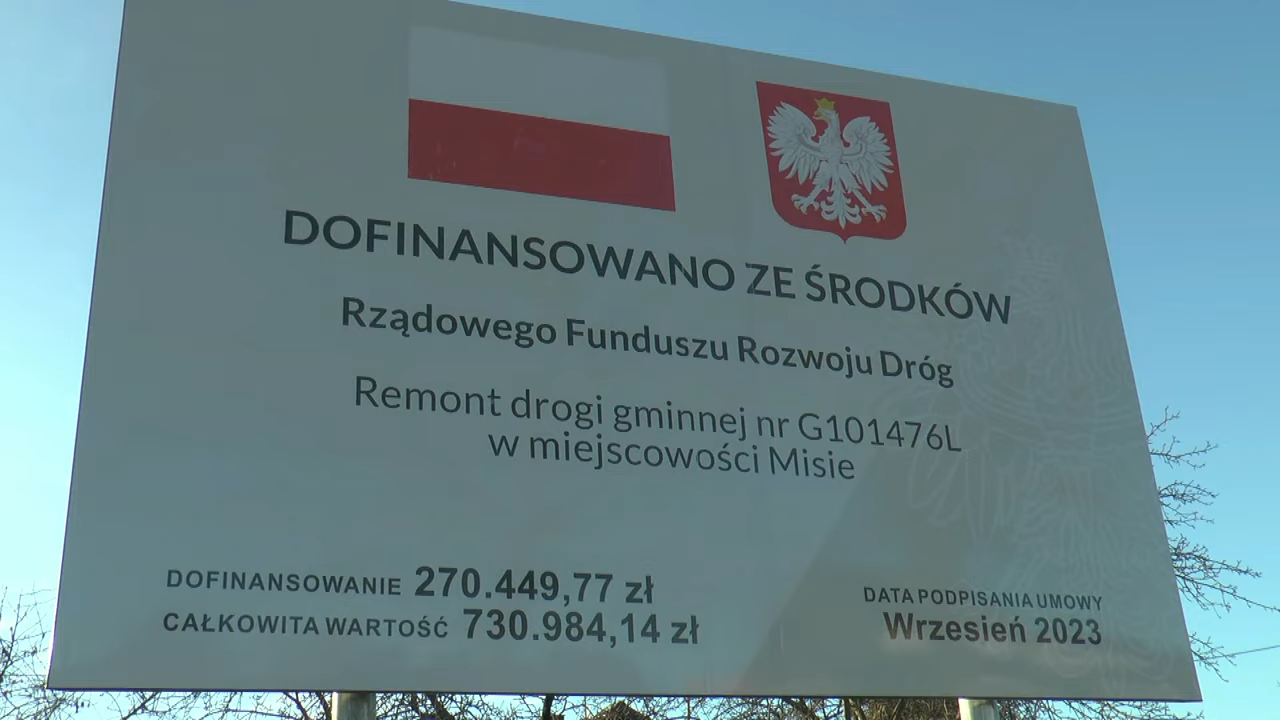 DOFINANSOWANO ZE ŚRODKÓW
Rządowego Funduszu Rozwoju Dróg
Remont drogi gminnej nr G101476L
w miejscowości Misie
DOFINANSOWANIE 270.449,77 zł
CAŁKOWITA WARTOŚĆ 730.984,14 zł
DATA PODPISANIA UMOWY
Wrzesień 2023